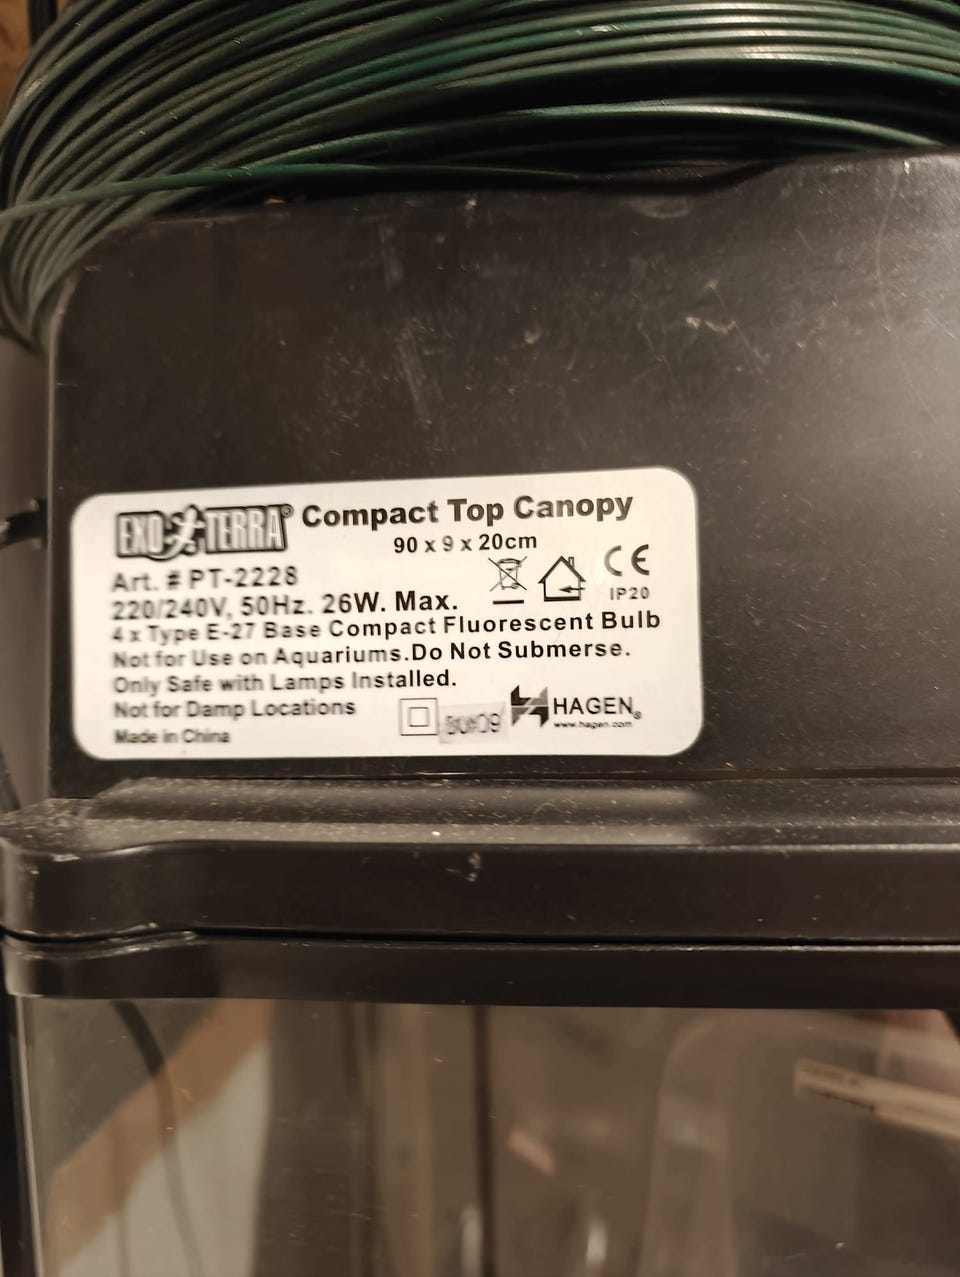 EXO TERRA® Compact Top Canopy
90 x 9 x 20cm
Art. # PT-2228
CE
IP20
220/240V, 50Hz. 26W. Max.
4 x Type E-27 Base Compact Fluorescent Bulb
Not for Use on Aquariums.Do Not Submerse.
Only Safe with Lamps Installed.
Not for Damp Locations
HAGEN®
www.hagen.com
Made in China